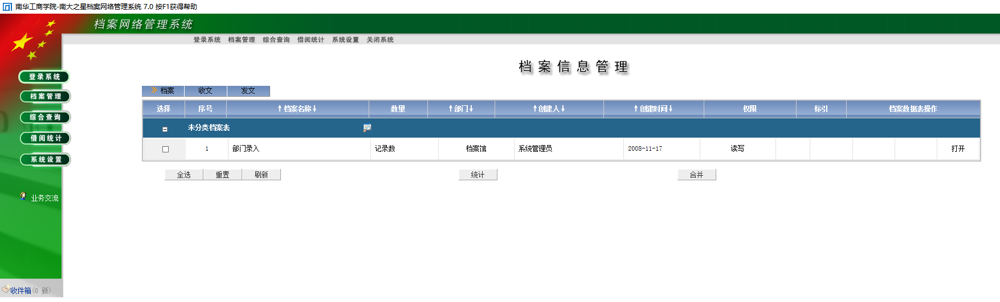 南华工商学院-南大之星档案网络管理系统 7.0 按F1获得帮助
档案网络管理系统
登录系统 档案管理 综合查询 借阅统计 系统设置 关闭系统
档案信息管理
登录系统
档案管理
综合查询
借阅统计
系统设置
业务交流
收件箱(0 新)
档案 收文 发文
选择 序号 ↑档案名称↓ 数量 ↑部门↓ ↑创建人↓ ↑创建时间↓ 权限 标引 档案数据表操作
未分类档案表
1 部门录入 记录数 档案馆 系统管理员 2008-11-17 读写 打开
全选 重置 刷新 统计 合并